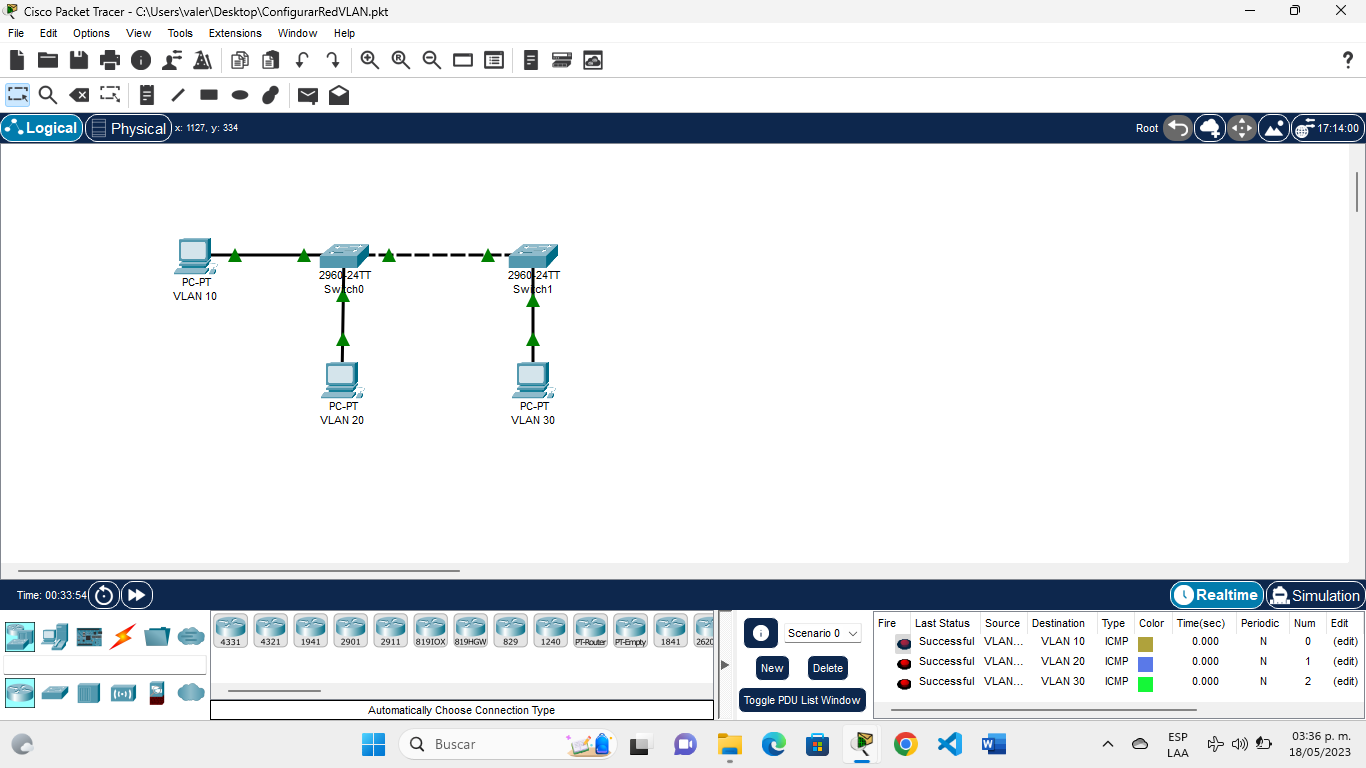 Cisco Packet Tracer - C:\Users\valer\Desktop\ConfigurarRedVLAN.pkt
File Edit Options View Tools Extensions Window Help
Logical Physical x: 1127, y: 334 Root 17:14:00
PC-PT
VLAN 10
2960-24TT
Switch0
2960-24TT
Switch1
PC-PT
VLAN 20
PC-PT
VLAN 30
Time: 00:33:54 Realtime Simulation
4331 4321 1941 2901 2911 819IOX 819HGW 829 1240 PT-Router PT-Empty 1841 2620
Automatically Choose Connection Type
Scenario 0
New Delete
Toggle PDU List Window
Fire Last Status Source Destination Type Color Time(sec) Periodic Num Edit
Successful VLAN... VLAN 10 ICMP 0.000 N 0 (edit)
Successful VLAN... VLAN 20 ICMP 0.000 N 1 (edit)
Successful VLAN... VLAN 30 ICMP 0.000 N 2 (edit)
Buscar
ESP
LAA
03:36 p. m.
18/05/2023